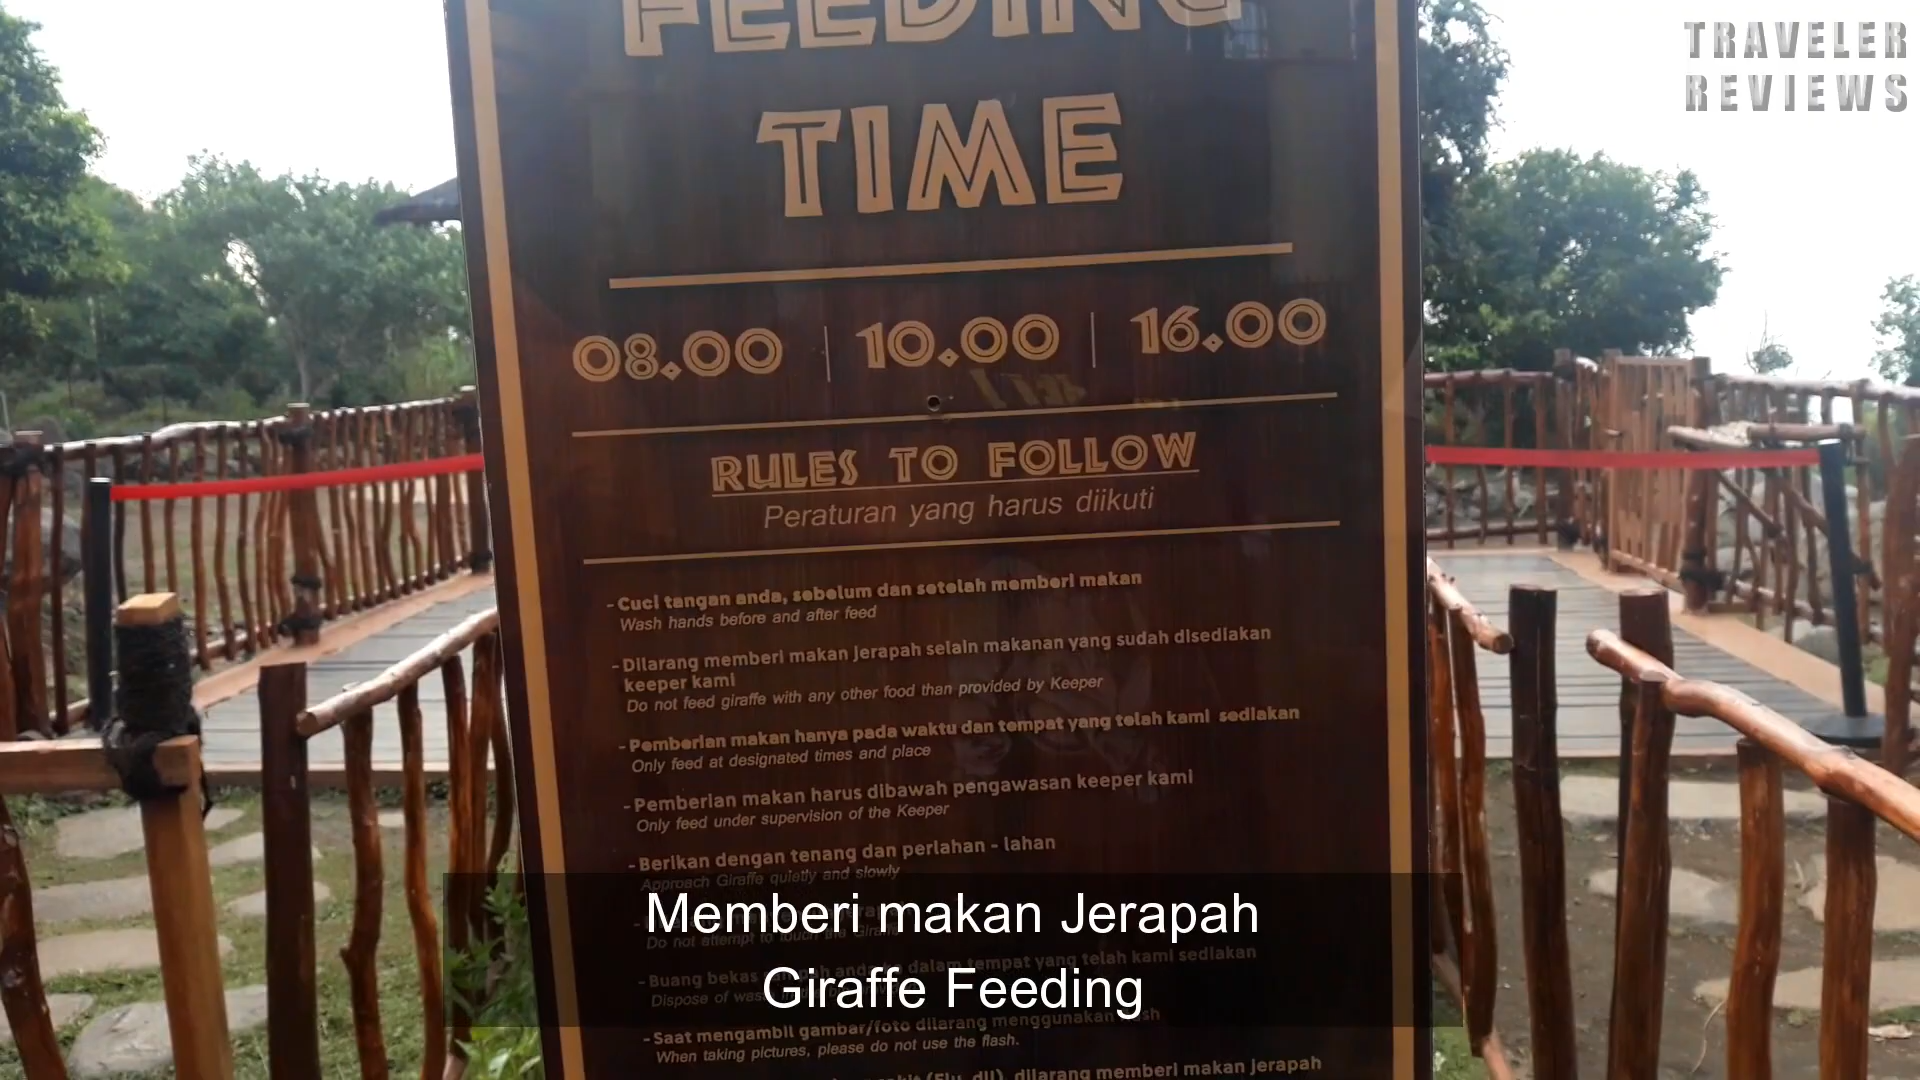 TRAVELER
REVIEWS
FEEDING
TIME
08.00 | 10.00 | 16.00
RULES TO FOLLOW
Peraturan yang harus diikuti
- Cuci tangan anda, sebelum dan setelah memberi makan
Wash hands before and after feed
- Dilarang memberi makan jerapah selain makanan yang sudah disediakan
keeper kami
Do not feed giraffe with any other food than provided by Keeper
- Pemberian makan hanya pada waktu dan tempat yang telah kami sediakan
Only feed at designated times and place
- Pemberian makan harus dibawah pengawasan keeper kami
Only feed under supervision of the Keeper
- Berikan dengan tenang dan perlahan - lahan
Approach Giraffe quietly and slowly
Do not attempt to touch the Giraffe
- Buang bekas anda dalam tempat yang telah kami sediakan
Dispose of
- Saat mengambil gambar/foto dilarang menggunakan
When taking pictures, please do not use the flash.
(Flu, dll), dilarang memberi makan jerapah
Memberi makan Jerapah
Giraffe Feeding